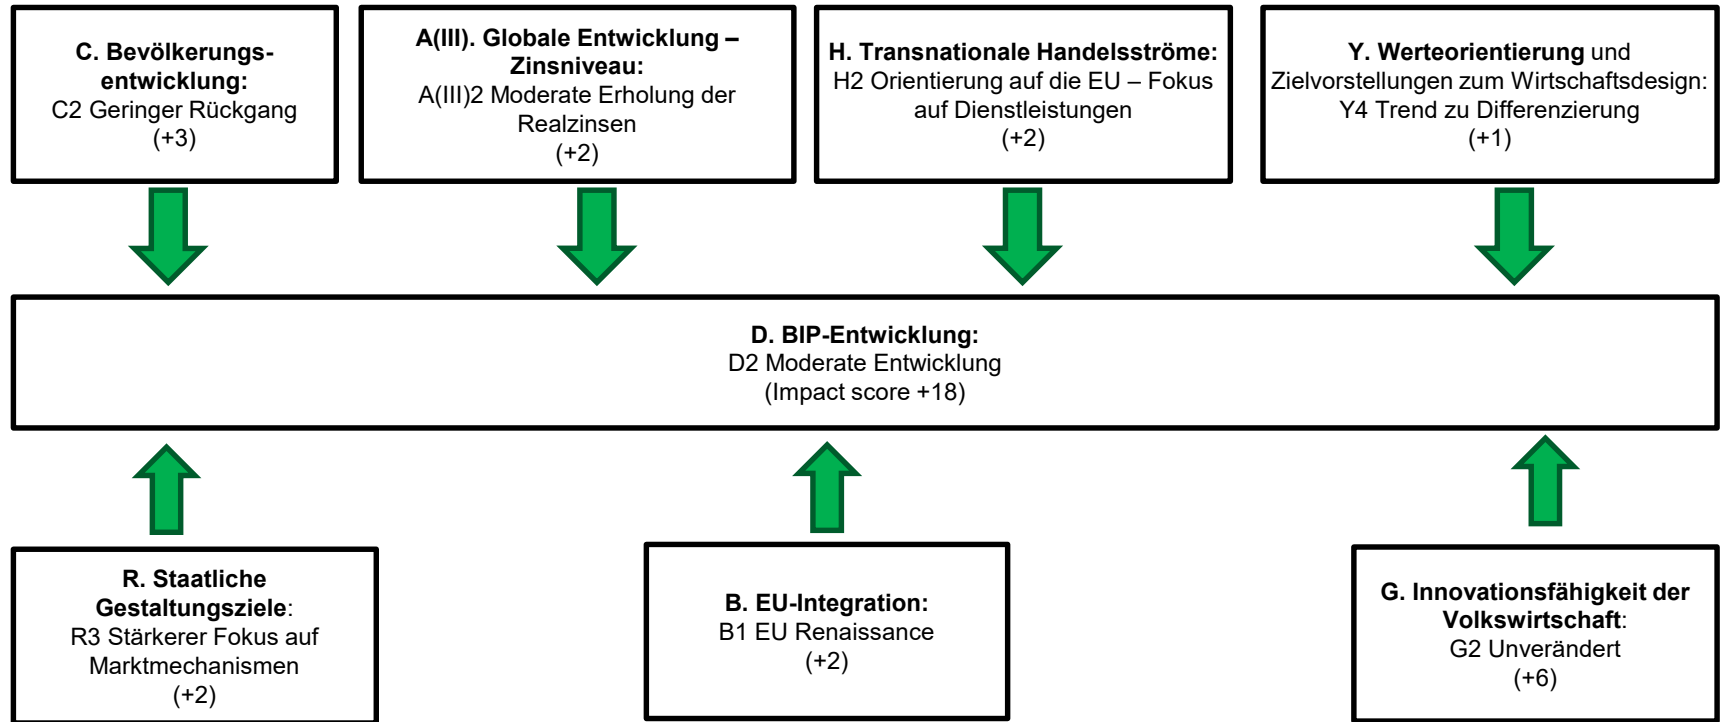 C. Bevölkerungs-
entwicklung:
C2 Geringer Rückgang
(+3)
A(III). Globale Entwicklung –
Zinsniveau:
A(III)2 Moderate Erholung der
Realzinsen
(+2)
H. Transnationale Handelsströme:
H2 Orientierung auf die EU – Fokus
auf Dienstleistungen
(+2)
Y. Werteorientierung und
Zielvorstellungen zum Wirtschaftsdesign:
Y4 Trend zu Differenzierung
(+1)
D. BIP-Entwicklung:
D2 Moderate Entwicklung
(Impact score +18)
R. Staatliche
Gestaltungsziele:
R3 Stärkerer Fokus auf
Marktmechanismen
(+2)
B. EU-Integration:
B1 EU Renaissance
(+2)
G. Innovationsfähigkeit der
Volkswirtschaft:
G2 Unverändert
(+6)